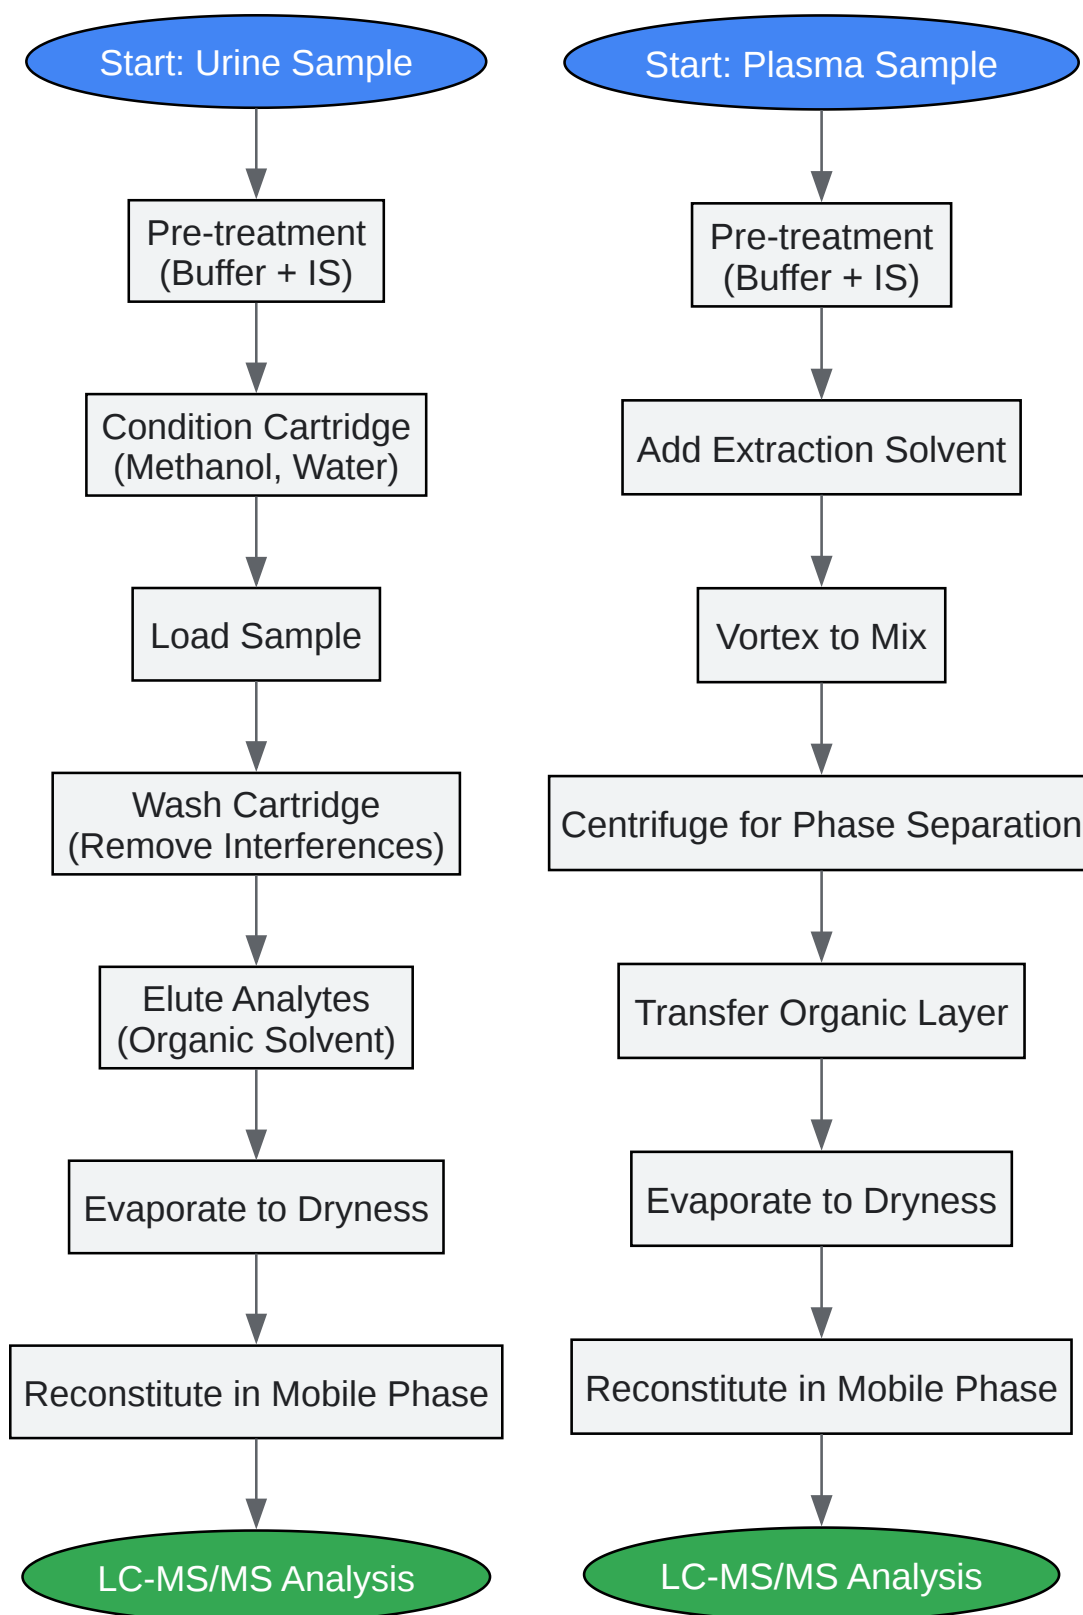 Start: Urine Sample
Pre-treatment
(Buffer + IS)
Condition Cartridge
(Methanol, Water)
Load Sample
Wash Cartridge
(Remove Interferences)
Elute Analytes
(Organic Solvent)
Evaporate to Dryness
Reconstitute in Mobile Phase
LC-MS/MS Analysis
Start: Plasma Sample
Pre-treatment
(Buffer + IS)
Add Extraction Solvent
Vortex to Mix
Centrifuge for Phase Separation
Transfer Organic Layer
Evaporate to Dryness
Reconstitute in Mobile Phase
LC-MS/MS Analysis